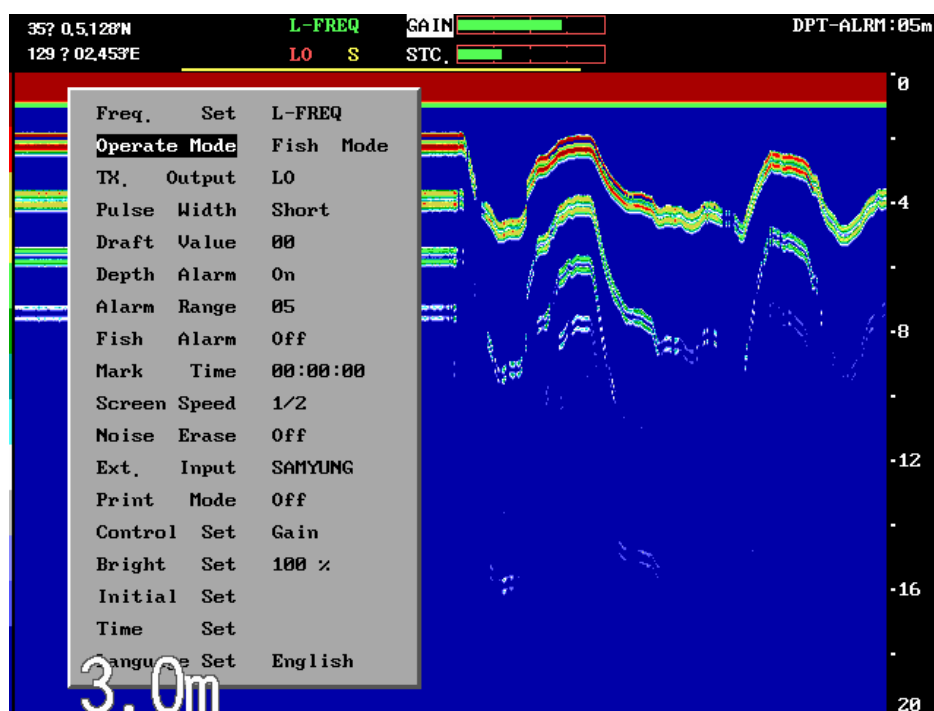 35? 0,5,128'N L-FREQ GAIN DPT-ALRM:05m
129 ? 02,453'E LO S STC.
0
Freq. Set L-FREQ
Operate Mode Fish Mode
TX. Output LO
-4
Pulse Width Short
Draft Value 00
Depth Alarm On
Alarm Range 05
-8
Fish Alarm Off
Mark Time 00:00:00
Screen Speed 1/2
Noise Erase Off
-12
Ext. Input SAMYUNG
Print Mode Off
Control Set Gain
Bright Set 100 %
-16
Initial Set
Time Set
Language Set English
3.0m
20